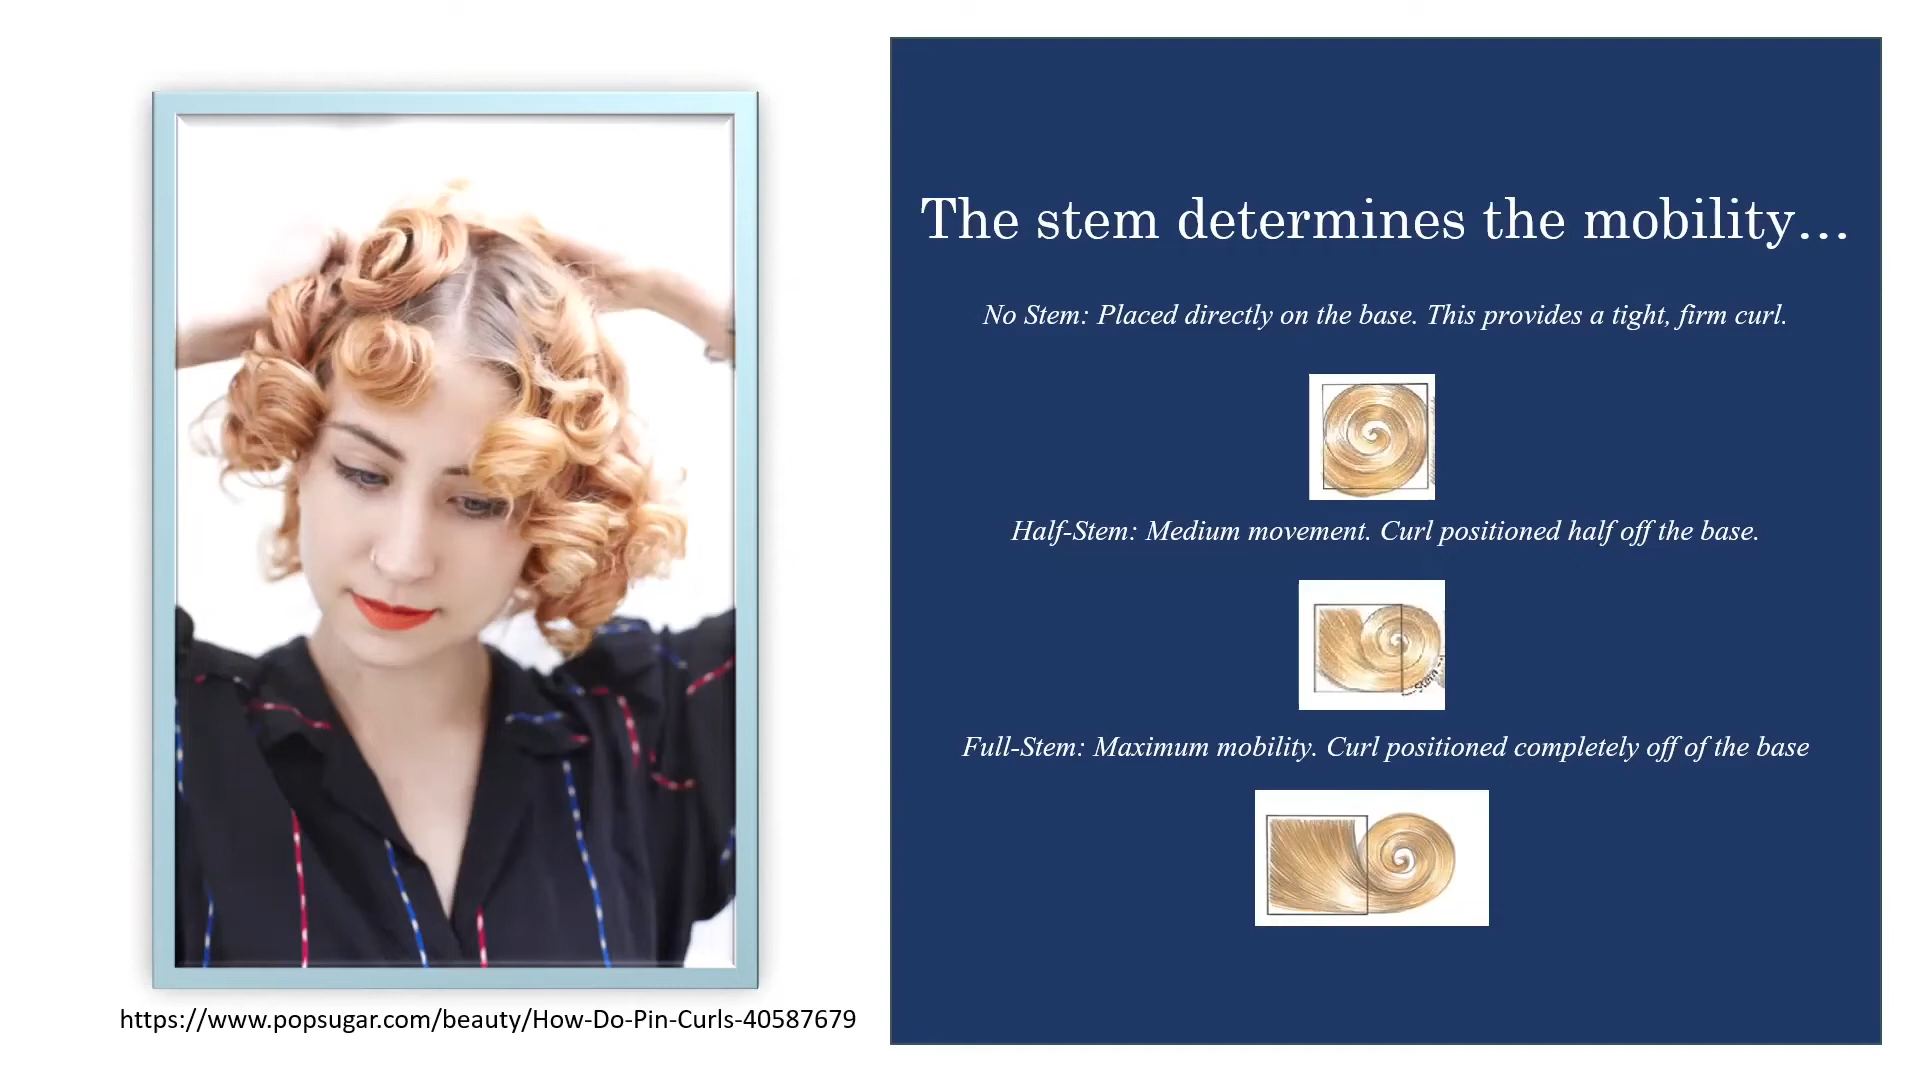 The stem determines the mobility...
No Stem: Placed directly on the base. This provides a tight, firm curl.
Half-Stem: Medium movement. Curl positioned half off the base.
Stem
Full-Stem: Maximum mobility. Curl positioned completely off of the base
https://www.popsugar.com/beauty/How-Do-Pin-Curls-40587679